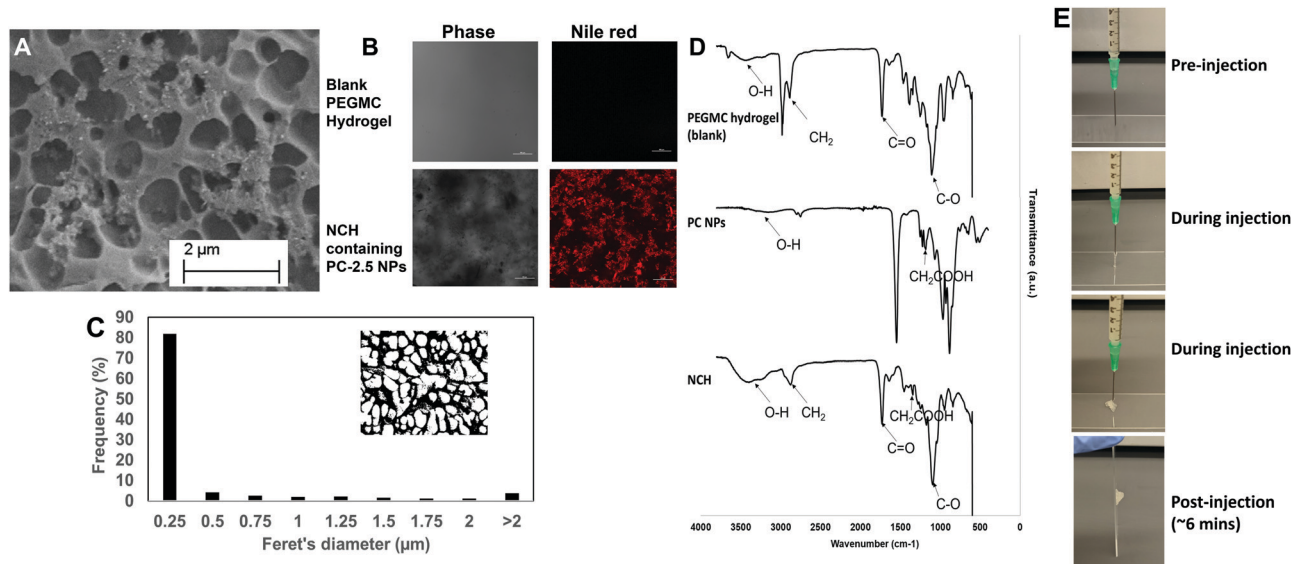 A
2 µm
B
Phase
Nile red
Blank
PEGMC
Hydrogel
NCH
containing
PC-2.5 NPs
C
Frequency (%)
90
80
70
60
50
40
30
20
10
0
0.25 0.5 0.75 1 1.25 1.5 1.75 2 >2
Feret's diameter (µm)
D
O-H
CH₂
C=O
C-O
PEGMC hydrogel
(blank)
PC NPs
O-H
CH₂COOH
NCH
O-H
CH₂
C=O
CH₂COOH
C-O
4000 3500 3000 2500 2000 1500 1000 500 0
Wavenumber (cm-1)
Transmittance (a.u.)
E
Pre-injection
During injection
During injection
Post-injection
(~6 mins)